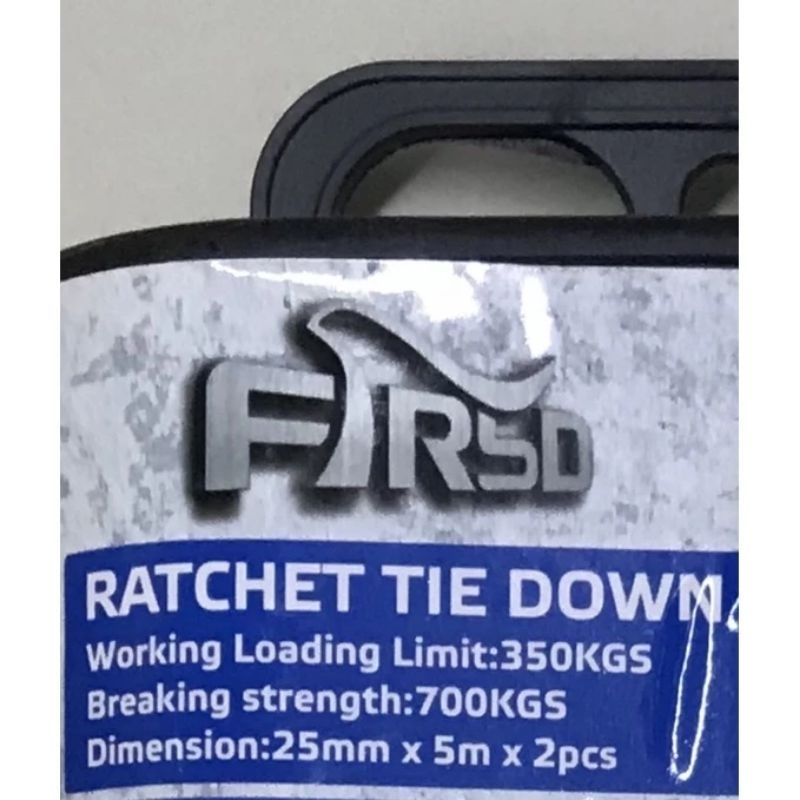 FIRSD
RATCHET TIE DOWN
Working Loading Limit:350KGS
Breaking strength:700KGS
Dimension:25mm x 5m x 2pcs